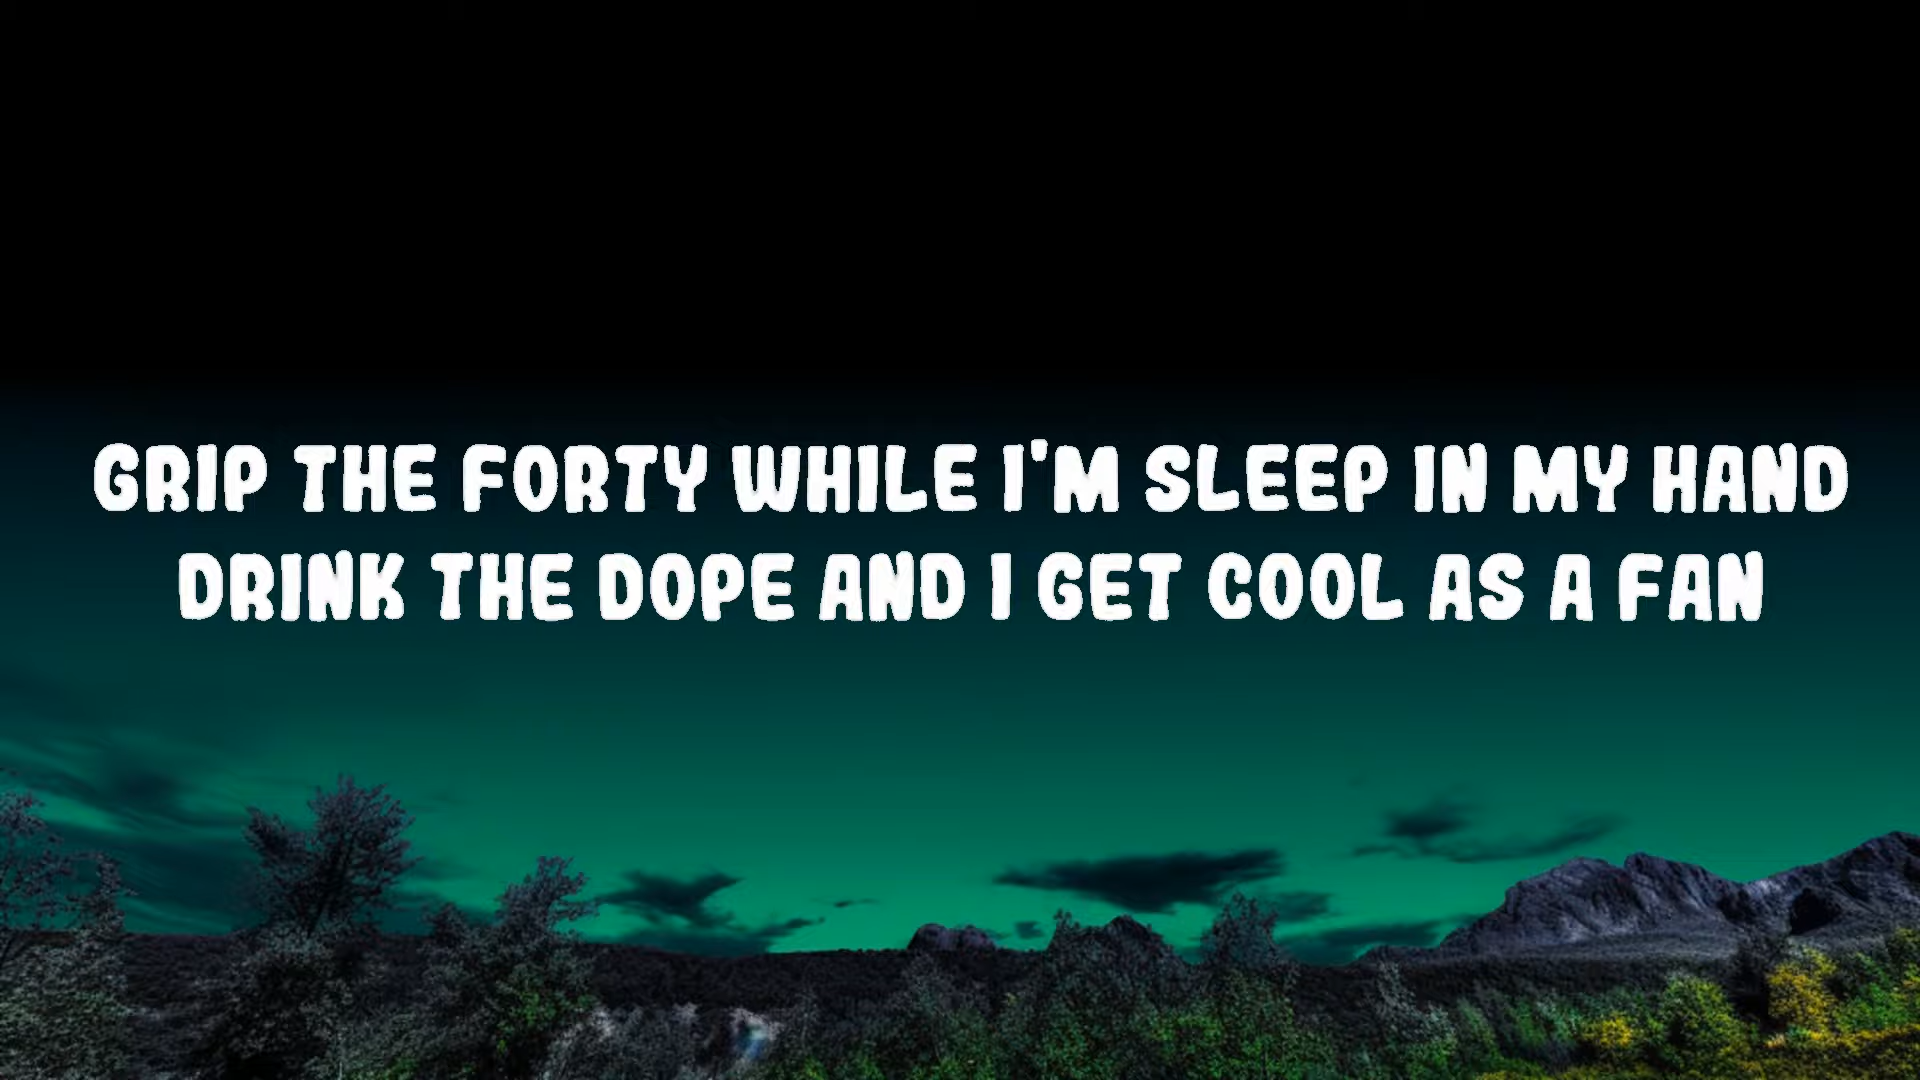 GRIP THE FORTY WHILE I'M SLEEP IN MY HAND
DRINK THE DOPE AND I GET COOL AS A FAN